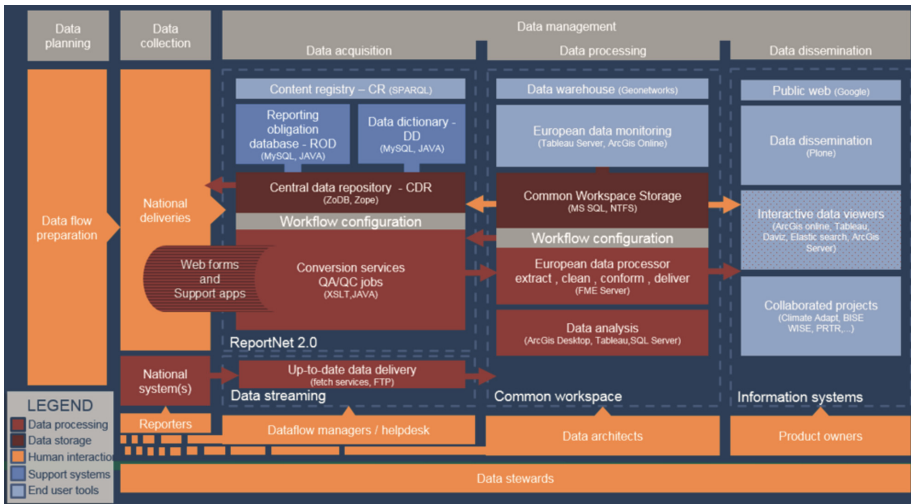 Data
planning
Data
collection
Data management
Data acquisition
Data processing
Data dissemination
Data flow
preparation
National
deliveries
Content registry – CR (SPARQL)
Reporting
obligation
database - ROD
(MySQL, JAVA)
Data dictionary -
DD
(MySQL, JAVA)
Central data repository - CDR
(ZoDB, Zope)
Workflow configuration
Web forms
and
Support apps
Conversion services
QA/QC jobs
(XSLT,JAVA)
ReportNet 2.0
Data warehouse (Geonetworks)
European data monitoring
(Tableau Server, ArcGis Online)
Common Workspace Storage
(MS SQL, NTFS)
Workflow configuration
European data processor
extract , clean , conform , deliver
(FME Server)
Data analysis
(ArcGis Desktop, Tableau,SQL Server)
Public web (Google)
Data dissemination
(Plone)
Interactive data viewers
(ArcGis online, Tableau,
Daviz, Elastic search, ArcGis
Server)
Collaborated projects
(Climate Adapt, BISE
WISE, PRTR,...)
National
system(s)
Up-to-date data delivery
(fetch services, FTP)
Data streaming
Common workspace
Information systems
Reporters
Dataflow managers / helpdesk
Data architects
Product owners
Data stewards
LEGEND
Data processing
Data storage
Human interaction
Support systems
End user tools